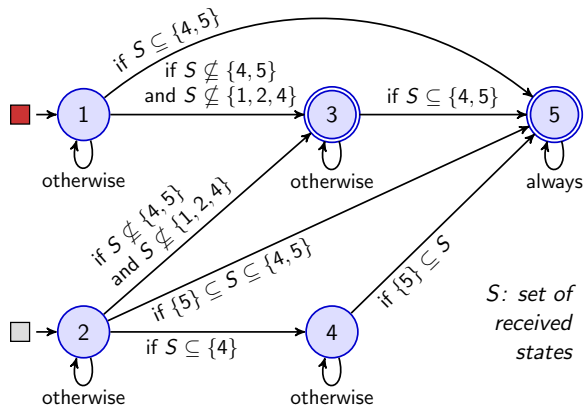 if S ⊆ {4, 5}
if S ⊈ {4, 5}
and S ⊈ {1, 2, 4}
if S ⊆ {4, 5}
1
3
5
otherwise
otherwise
always
if S ⊈ {4, 5}
and S ⊈ {1, 2, 4}
if {5} ⊆ S ⊆ {4, 5}
if {5} ⊆ S
S: set of
received
states
2
4
if S ⊆ {4}
otherwise
otherwise